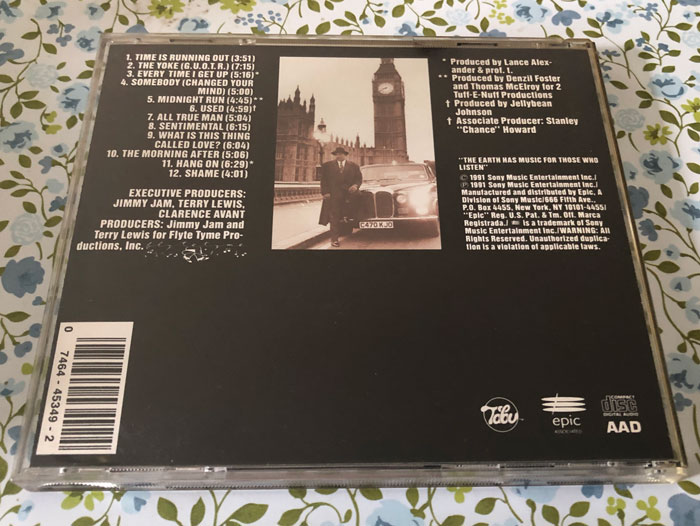 1. TIME IS RUNNING OUT (3:51)
2. THE YOKE (G.U.O.T.R.) (7:15)
3. EVERY TIME I GET UP (5:16)*
4. SOMEBODY (CHANGED YOUR
MIND) (5:00)
5. MIDNIGHT RUN (4:45)**
6. USED (4:59)†
7. ALL TRUE MAN (5:04)
8. SENTIMENTAL (6:15)
9. WHAT IS THIS THING
CALLED LOVE? (6:04)
10. THE MORNING AFTER (5:06)
11. HANG ON (6:29)*
12. SHAME (4:01)
EXECUTIVE PRODUCERS:
JIMMY JAM, TERRY LEWIS,
CLARENCE AVANT
PRODUCERS: Jimmy Jam and
Terry Lewis for Flyte Tyme Pro-
ductions, Inc.
C470 KJD
* Produced by Lance Alex-
ander & prof. t.
** Produced by Denzil Foster
and Thomas McElroy for 2
Tuff-E-Nuff Productions
† Produced by Jellybean
Johnson
† Associate Producer: Stanley
"Chance" Howard
"THE EARTH HAS MUSIC FOR THOSE WHO
LISTEN"
© 1991 Sony Music Entertainment Inc./
℗ 1991 Sony Music Entertainment Inc./
Manufactured and distributed by Epic, A
Division of Sony Music/666 Fifth Ave.,
P.O. Box 4455, New York, NY 10101-4455/
"Epic" Reg. U.S. Pat. & Tm. Off. Marca
Registrada./ is a trademark of Sony
Music Entertainment Inc./WARNING: All
Rights Reserved. Unauthorized duplica-
tion is a violation of applicable laws.
0 7464-45349-2
Tabu
epic
ASSOCIATED
COMPACT
disc
DIGITAL AUDIO
AAD